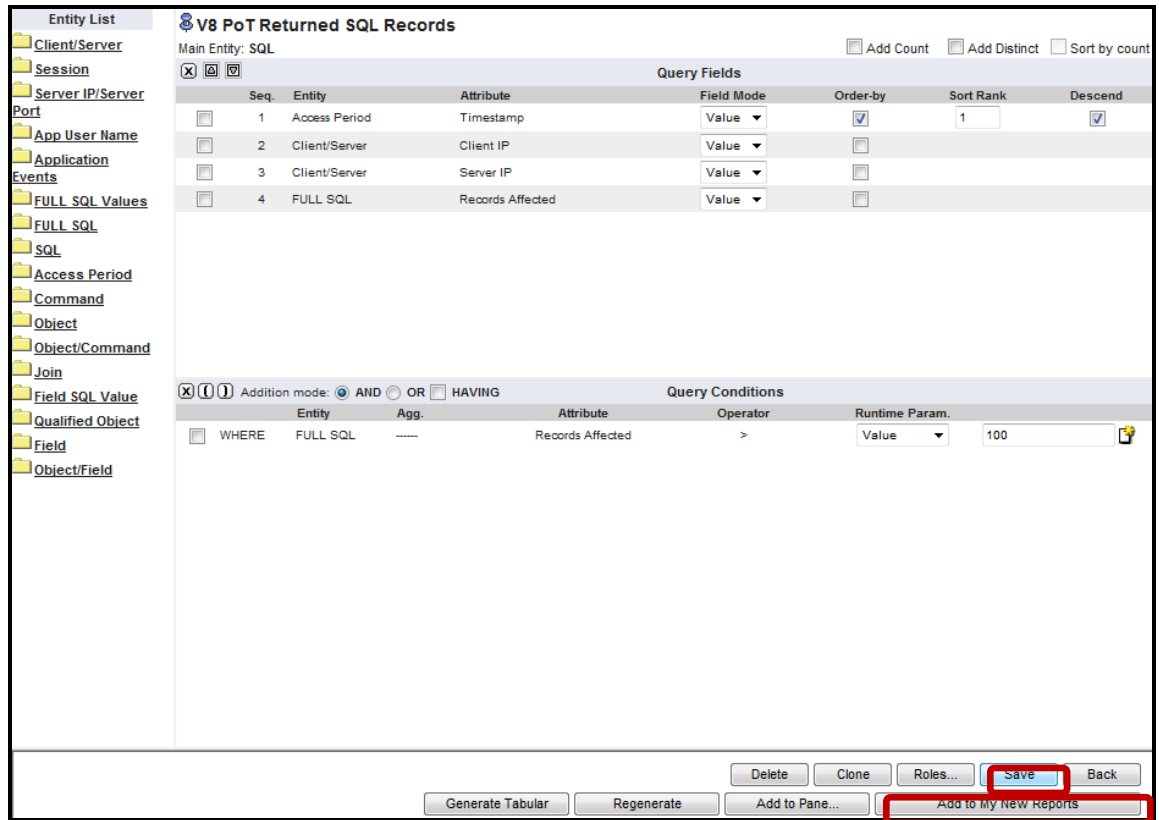 Entity List
Client/Server
Session
Server IP/Server
Port
App User Name
Application
Events
FULL SQL Values
FULL SQL
SQL
Access Period
Command
Object
Object/Command
Join
Field SQL Value
Qualified Object
Field
Object/Field
V8 PoT Returned SQL Records
Main Entity: SQL Add Count Add Distinct Sort by count
Query Fields
Seq. Entity Attribute Field Mode Order-by Sort Rank Descend
1 Access Period Timestamp Value 1
2 Client/Server Client IP Value
3 Client/Server Server IP Value
4 FULL SQL Records Affected Value
Addition mode: AND OR HAVING Query Conditions
Entity Agg. Attribute Operator Runtime Param.
WHERE FULL SQL ------ Records Affected > Value 100
Delete Clone Roles... Save Back
Generate Tabular Regenerate Add to Pane... Add to My New Reports